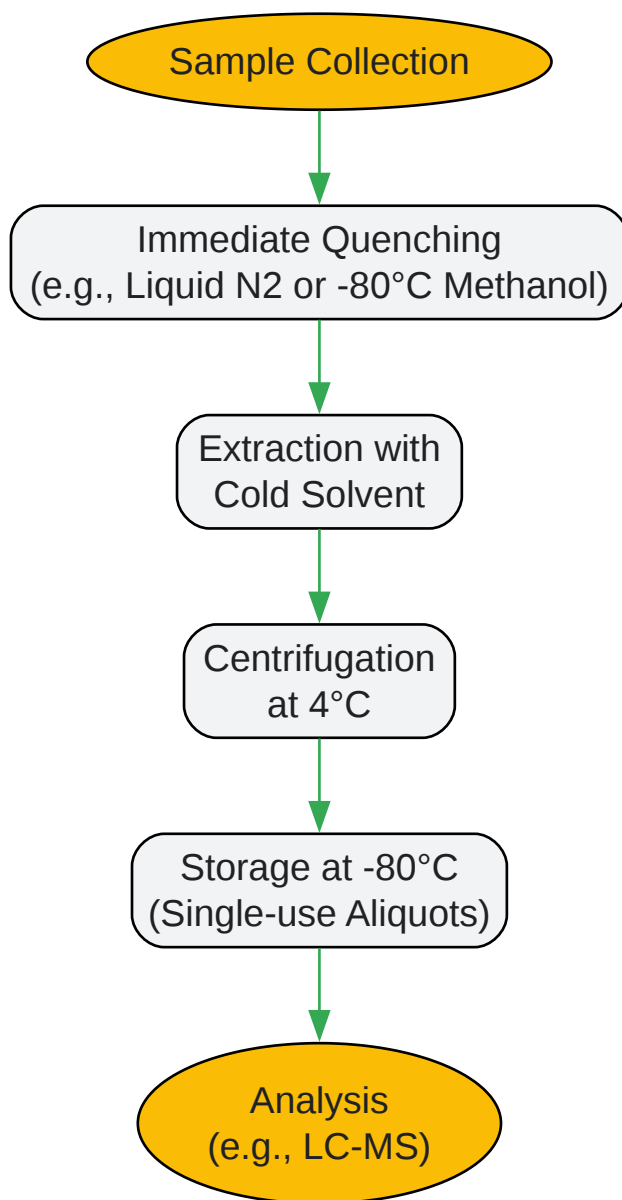 Sample Collection
Immediate Quenching
(e.g., Liquid N2 or -80°C Methanol)
Extraction with
Cold Solvent
Centrifugation
at 4°C
Storage at -80°C
(Single-use Aliquots)
Analysis
(e.g., LC-MS)